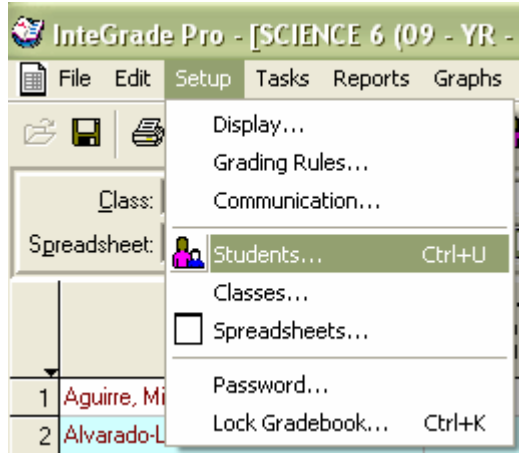 InteGrade Pro - [SCIENCE 6 (09 - YR -
File Edit Setup Tasks Reports Graphs
Display...
Grading Rules...
Class:
Communication...
Spreadsheet:
Students... Ctrl+U
Classes...
Spreadsheets...
Password...
1 Aguirre, Mi
Lock Gradebook... Ctrl+K
2 Alvarado-L